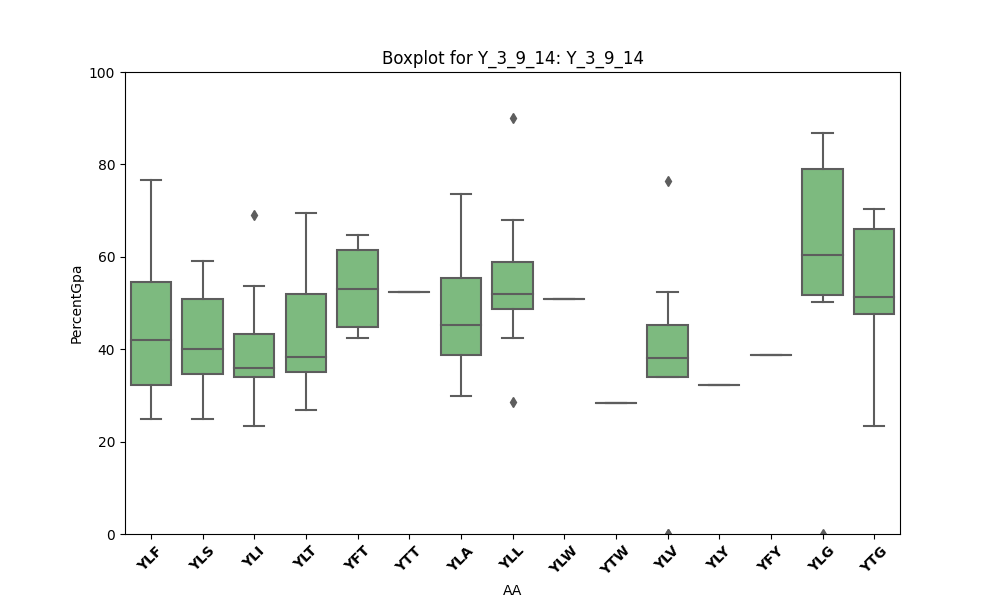 Boxplot for Y_3_9_14: Y_3_9_14
PercentGpa
100
80
60
40
20
0
YLF YLS YLI YLT YFT YTT YLA YLL YLW YTW YLV YLY YFY YLG YTG
AA